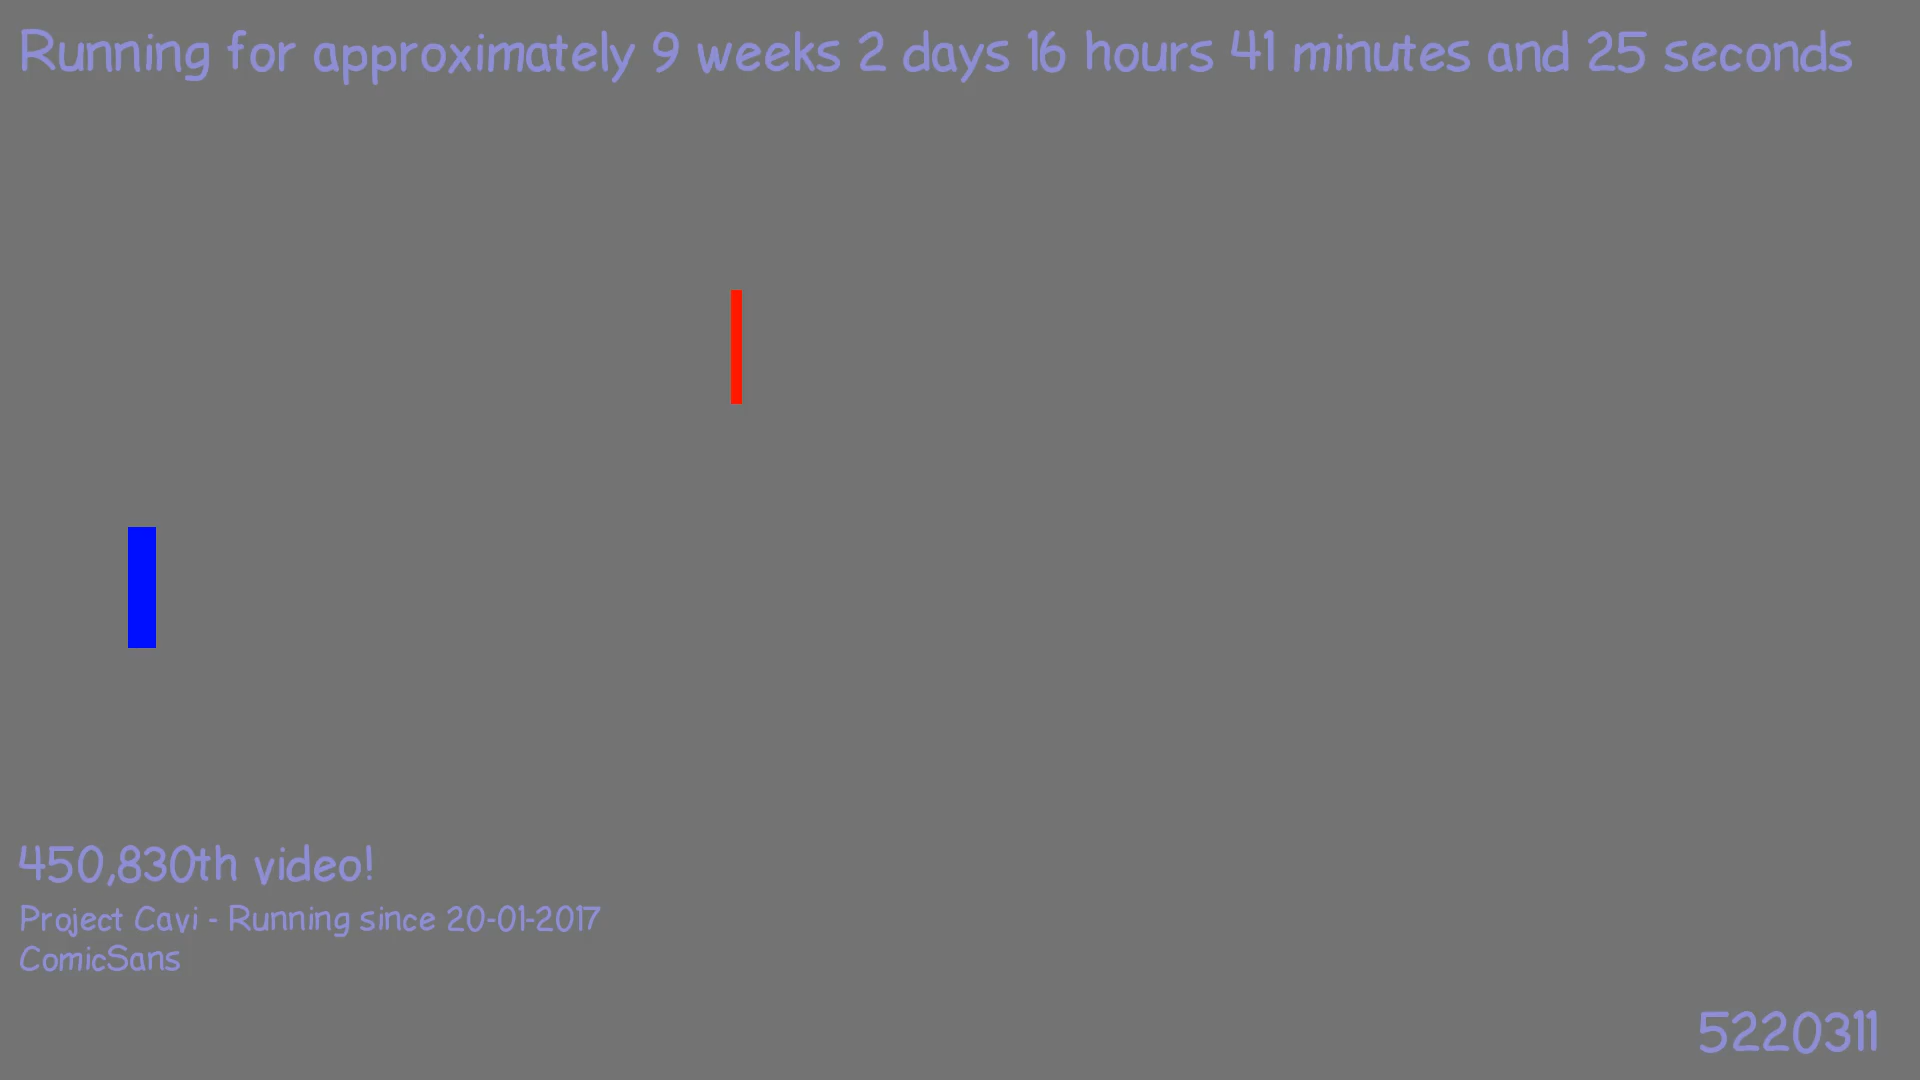 Running for approximately 9 weeks 2 days 16 hours 41 minutes and 25 seconds
450,830th video!
Project Cavi - Running since 20-01-2017
ComicSans
5220311